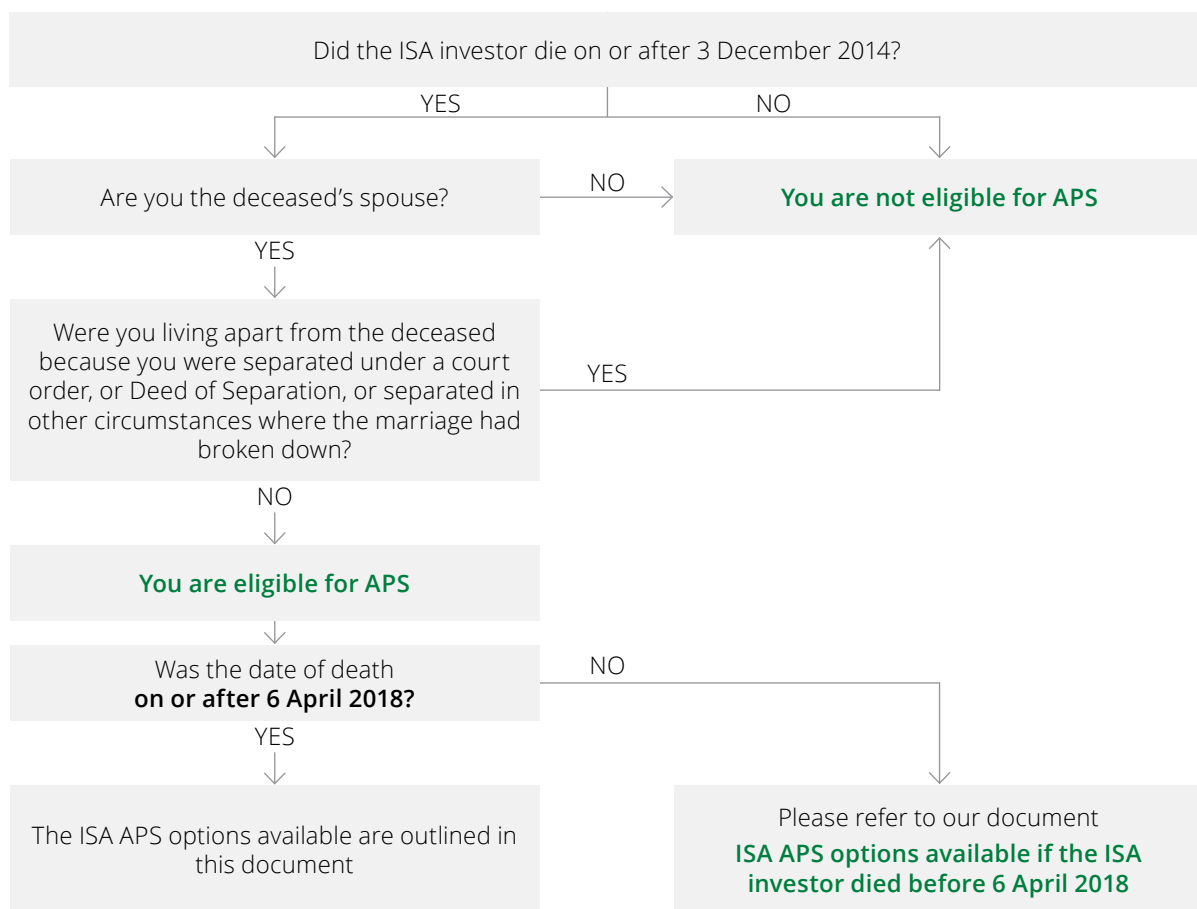 Did the ISA investor die on or after 3 December 2014?
YES
NO
Are you the deceased’s spouse?
NO
You are not eligible for APS
YES
Were you living apart from the deceased
because you were separated under a court
order, or Deed of Separation, or separated in
other circumstances where the marriage had
broken down?
YES
NO
You are eligible for APS
Was the date of death
on or after 6 April 2018?
NO
YES
The ISA APS options available are outlined in
this document
Please refer to our document
ISA APS options available if the ISA
investor died before 6 April 2018